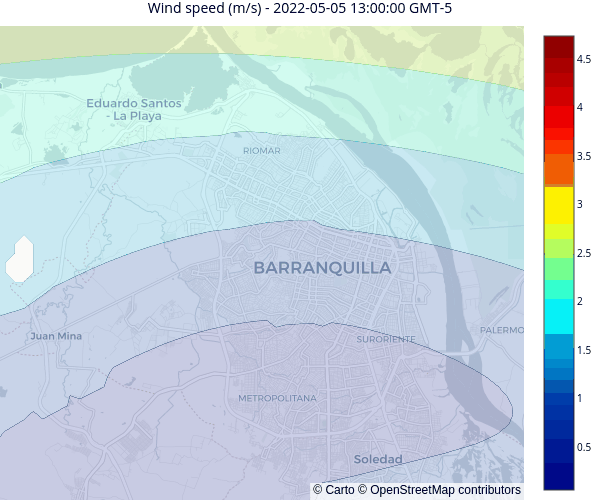 Wind speed (m/s) - 2022-05-05 13:00:00 GMT-5
Eduardo Santos
- La Playa
RIOMAR
BARRANQUILLA
Juan Mina
SURORIENTE
PALERMO
METROPOLITANA
Soledad
© Carto © OpenStreetMap contributors
4.5
4
3.5
3
2.5
2
1.5
1
0.5